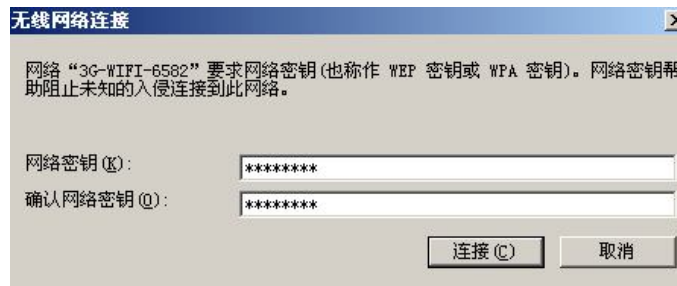 无线网络连接
网络“3G-WIFI-6582”要求网络密钥(也称作 WEP 密钥或 WPA 密钥)。网络密钥帮
助阻止未知的入侵连接到此网络。
网络密钥(K):
********
确认网络密钥(O):
********
连接(C)
取消